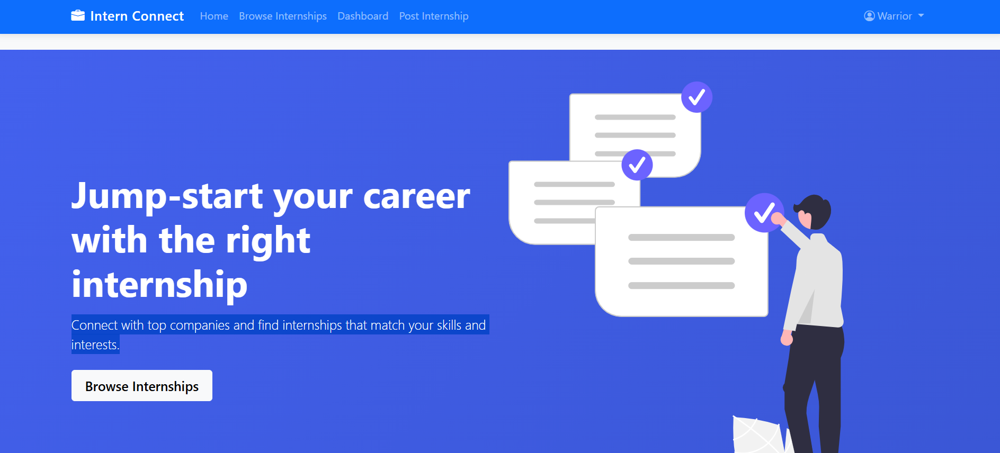 Intern Connect Home Browse Internships Dashboard Post Internship Warrior
Jump-start your career
with the right
internship
Connect with top companies and find internships that match your skills and
interests.
Browse Internships